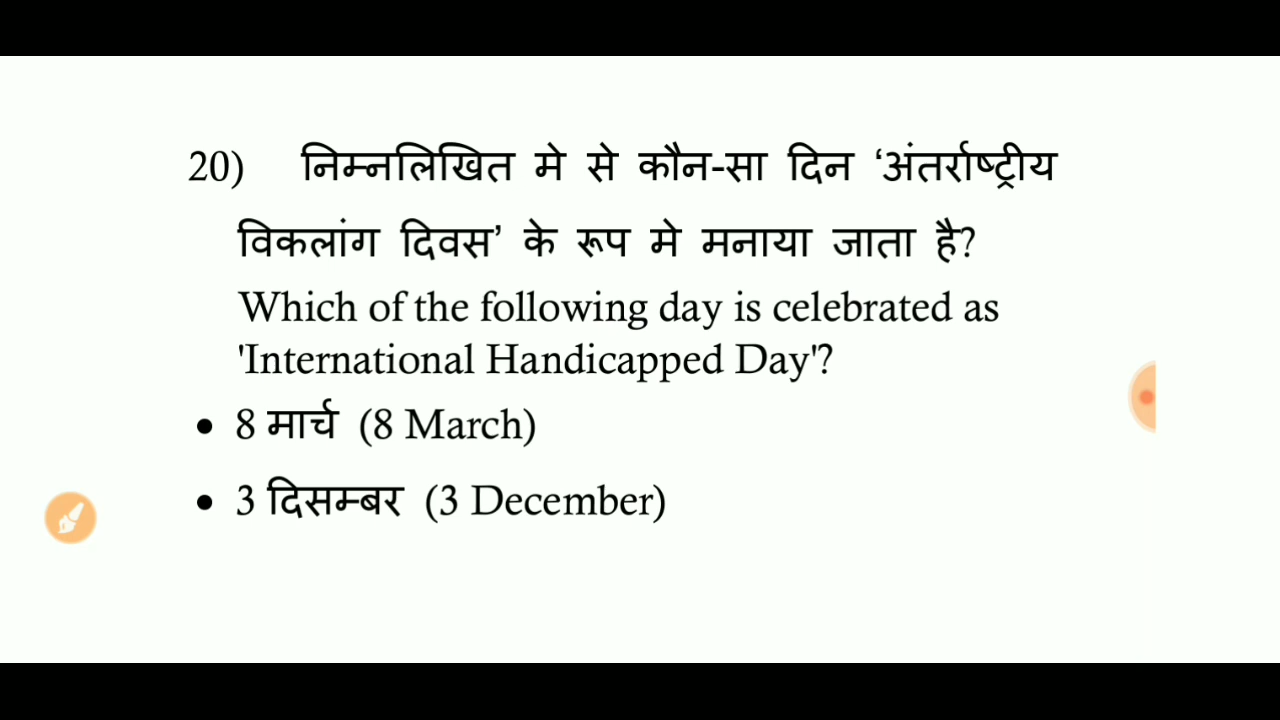 20) निम्नलिखित मे से कौन-सा दिन ‘अंतर्राष्ट्रीय
विकलांग दिवस’ के रूप मे मनाया जाता है?
Which of the following day is celebrated as
'International Handicapped Day'?
• 8 मार्च (8 March)
• 3 दिसम्बर (3 December)